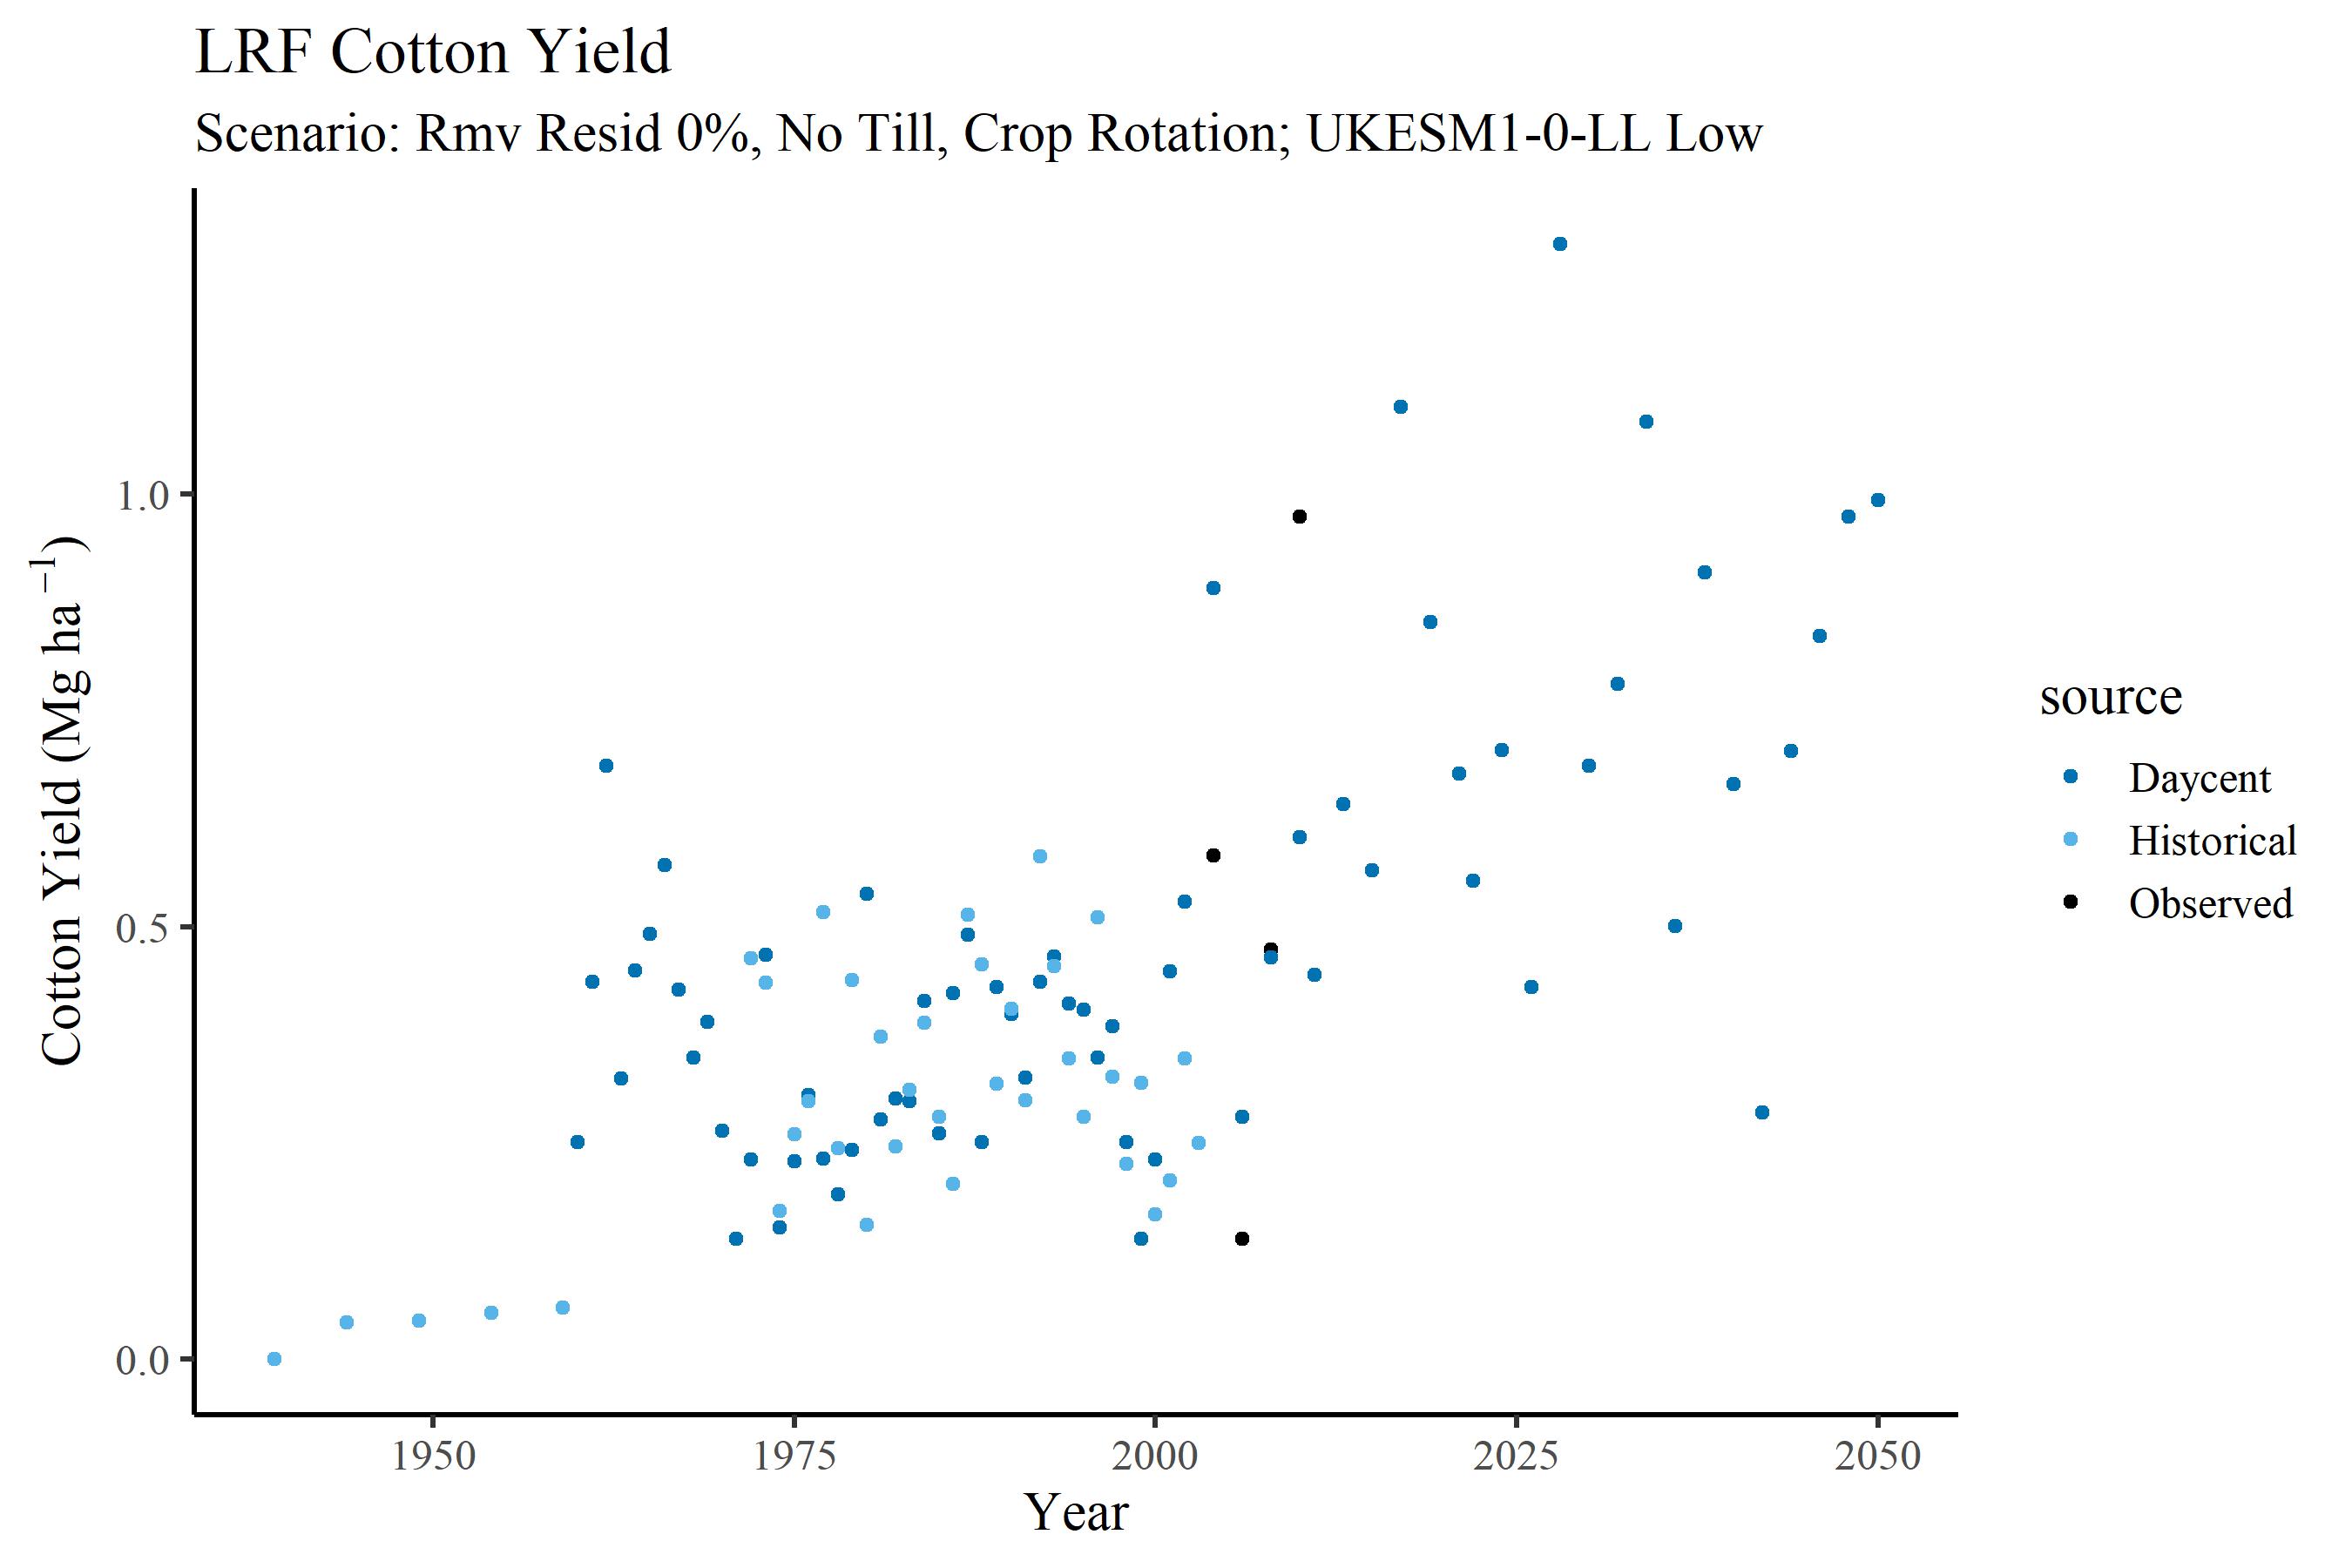 LRF Cotton Yield
Scenario: Rmv Resid 0%, No Till, Crop Rotation; UKESM1-0-LL Low
Cotton Yield (Mg ha⁻¹)
1.0
0.5
0.0
1950 1975 2000 2025 2050
Year
source
Daycent
Historical
Observed